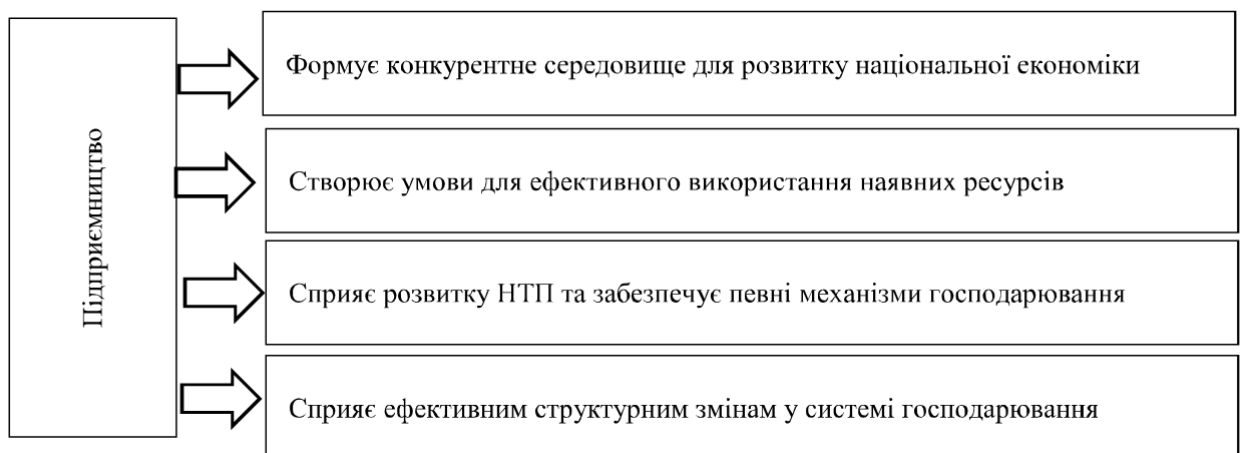 Підприємництво
Формує конкурентне середовище для розвитку національної економіки
Створює умови для ефективного використання наявних ресурсів
Сприяє розвитку НТП та забезпечує певні механізми господарювання
Сприяє ефективним структурним змінам у системі господарювання